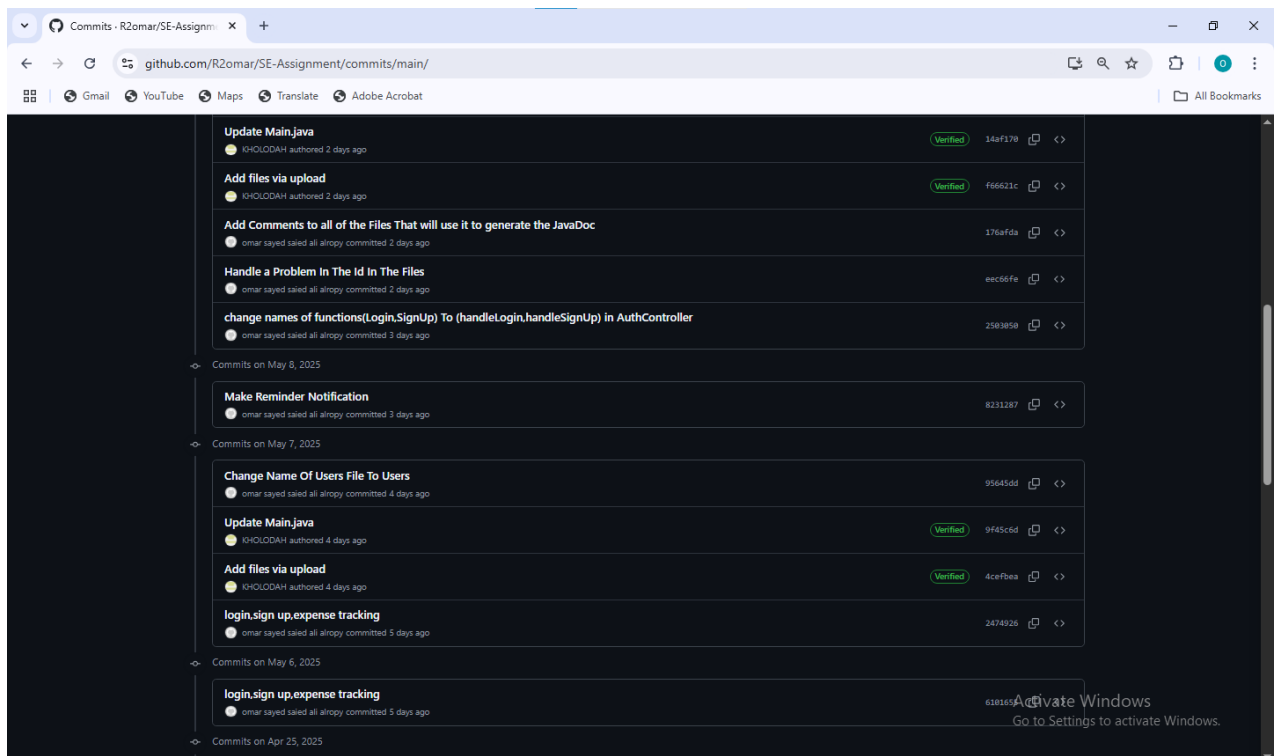 Commits · R2omar/SE-Assignm
github.com/R2omar/SE-Assignment/commits/main/
O
Gmail YouTube Maps Translate Adobe Acrobat All Bookmarks
Update Main.java
KHOLODAH authored 2 days ago
Verified 14af170
Add files via upload
KHOLODAH authored 2 days ago
Verified f66621c
Add Comments to all of the Files That will use it to generate the JavaDoc
omar sayed saied ali alropy committed 2 days ago
176afda
Handle a Problem In The Id In The Files
omar sayed saied ali alropy committed 2 days ago
eec66fe
change names of functions(Login,SignUp) To (handleLogin,handleSignUp) in AuthController
omar sayed saied ali alropy committed 3 days ago
2503050
Commits on May 8, 2025
Make Reminder Notification
omar sayed saied ali alropy committed 3 days ago
8231287
Commits on May 7, 2025
Change Name Of Users File To Users
omar sayed saied ali alropy committed 4 days ago
95645dd
Update Main.java
KHOLODAH authored 4 days ago
Verified 9f45c6d
Add files via upload
KHOLODAH authored 4 days ago
Verified 4cefbea
login,sign up,expense tracking
omar sayed saied ali alropy committed 5 days ago
2474926
Commits on May 6, 2025
login,sign up,expense tracking
omar sayed saied ali alropy committed 5 days ago
Activate Windows
Go to Settings to activate Windows.
Commits on Apr 25, 2025